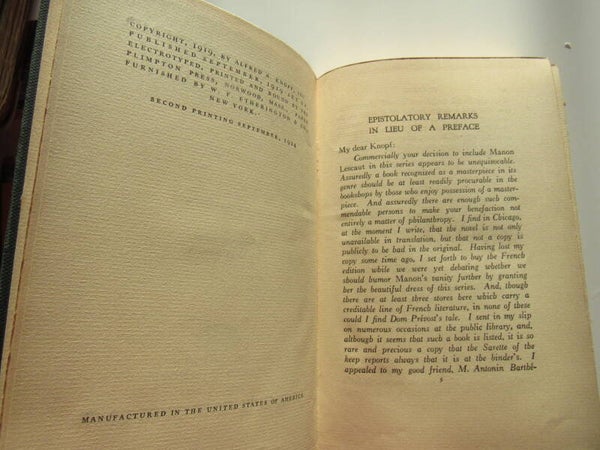 COPYRIGHT, 1919, BY ALFRED A. KNOPF, INC.
PUBLISHED SEPTEMBER, 1919
ELECTROTYPED, PRINTED AND BOUND BY THE
PLIMPTON PRESS, NORWOOD, MASS. PAPER
FURNISHED BY W. F. ETHERINGTON &
NEW YORK.
SECOND PRINTING SEPTEMBER, 1924
MANUFACTURED IN THE UNITED STATES OF AMERICA
EPISTOLATORY REMARKS
IN LIEU OF A PREFACE
My dear Knopf:
Commercially your decision to include Manon
Lescaut in this series appears to be unequivocable.
Assuredly a book recognized as a masterpiece in its
genre should be at least readily procurable in the
bookshops by those who enjoy possession of a master-
piece. And assuredly there are enough such com-
mendable persons to make your benefaction not
entirely a matter of philanthropy. I find in Chicago,
at the moment I write, that the novel is not only
unavailable in translation, but that not a copy is
publicly to be found in the original. Having lost my
copy some time ago, I set forth to buy the French
edition while we were yet debating whether we
should humor Manon's vanity further by granting
her the beautiful dress of this series. And, though
there are at least three stores here which carry a
creditable line of French literature, in none of these
could I find Dom Prévost's tale. I sent in my slip
on numerous occasions at the public library, and,
although it seems that such a book is listed, it is so
rare and precious a copy that the Savette of the
keep reports always that it is at the binder's. I
appealed to my good friend, M. Antonin Barthé-
5